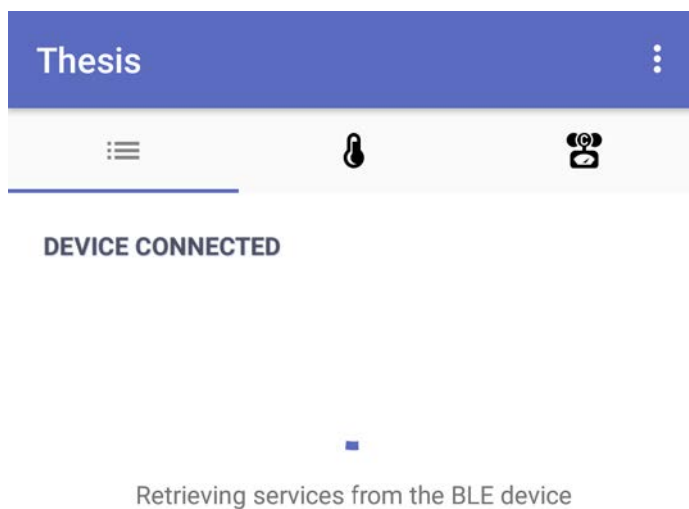 Thesis
C
DEVICE CONNECTED
Retrieving services from the BLE device